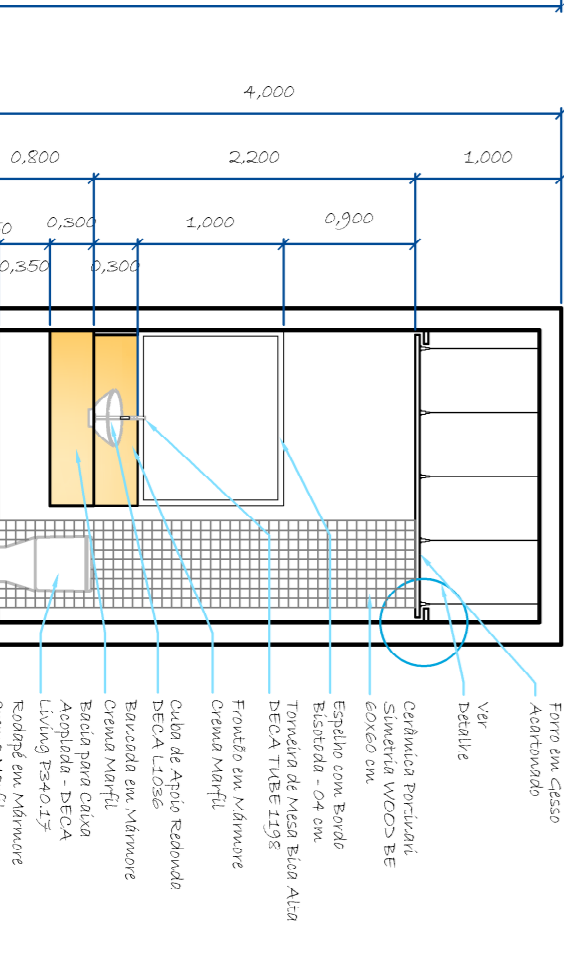 4,000
0,800
2,200
1,000
0,300
1,000
0,900
0,350
0,300
Forro em Gesso
Acartonado
Ver
Detalhe
Cerâmica Portinari
Simetria WOOD BE
60x60 cm
Espelho com Borda
Bisotada - 04 cm
Torneira de Mesa Bica Alta
DECA TUBE 1198
Frontão em Mármore
Crema Marfil
Cuba de Apoio Redonda
DECA L1036
Bancada em Mármore
Crema Marfil
Bacia para Caixa
Acoplada - DECA
Living P340.17
Rodapé em Mármore